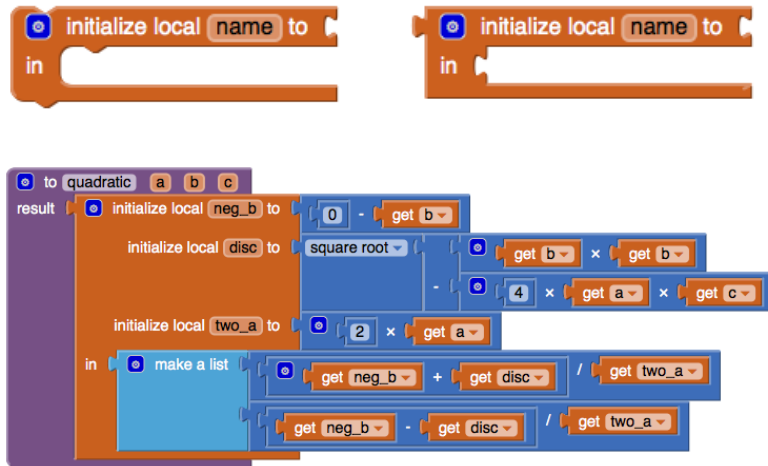 initialize local name to
in
initialize local name to
in
to quadratic a b c
result initialize local neg_b to 0 - get b
initialize local disc to square root get b × get b
- 4 × get a × get c
initialize local two_a to 2 × get a
in make a list get neg_b + get disc / get two_a
get neg_b - get disc / get two_a